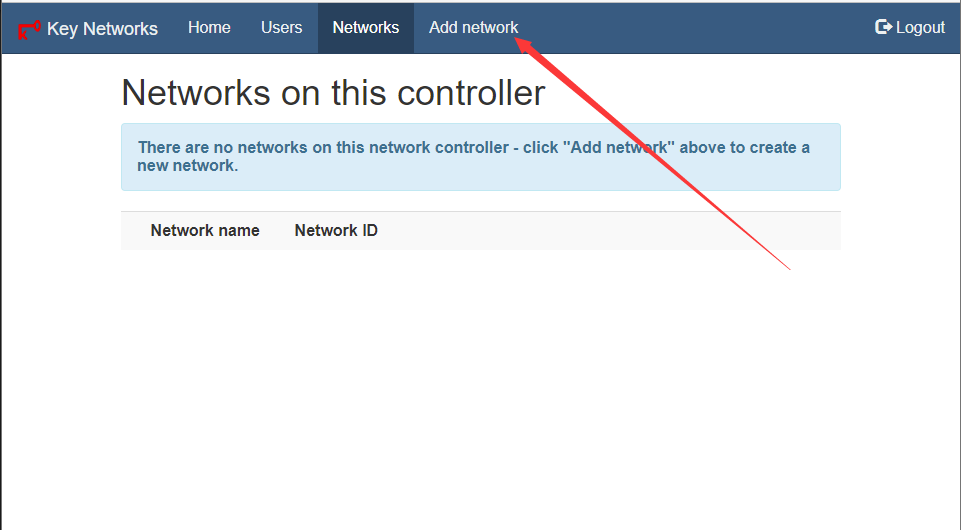 Key Networks Home Users Networks Add network Logout
Networks on this controller
There are no networks on this network controller - click "Add network" above to create a
new network.
Network name Network ID